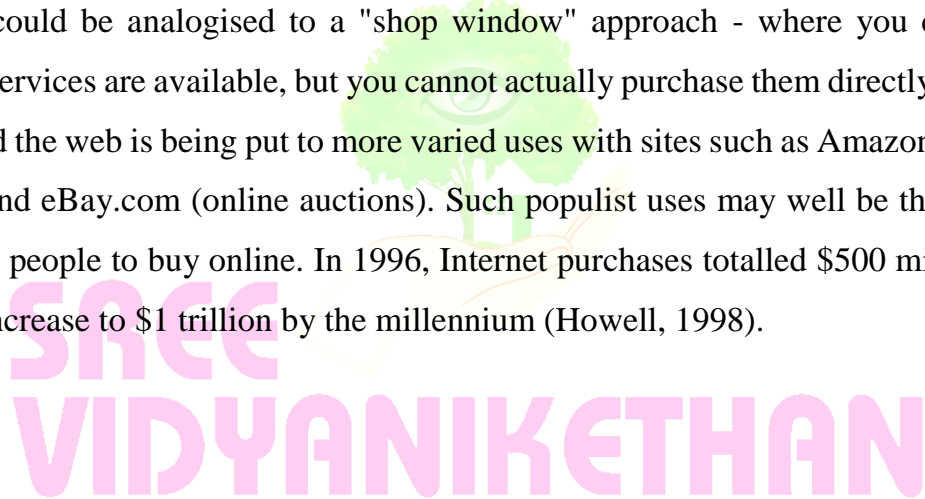 could be analogised to a "shop window" approach - where you c
ervices are available, but you cannot actually purchase them directly
d the web is being put to more varied uses with sites such as Amazon
nd eBay.com (online auctions). Such populist uses may well be th
people to buy online. In 1996, Internet purchases totalled $500 mi
ncrease to $1 trillion by the millennium (Howell, 1998).
SREE
VIDYANIKETHAN